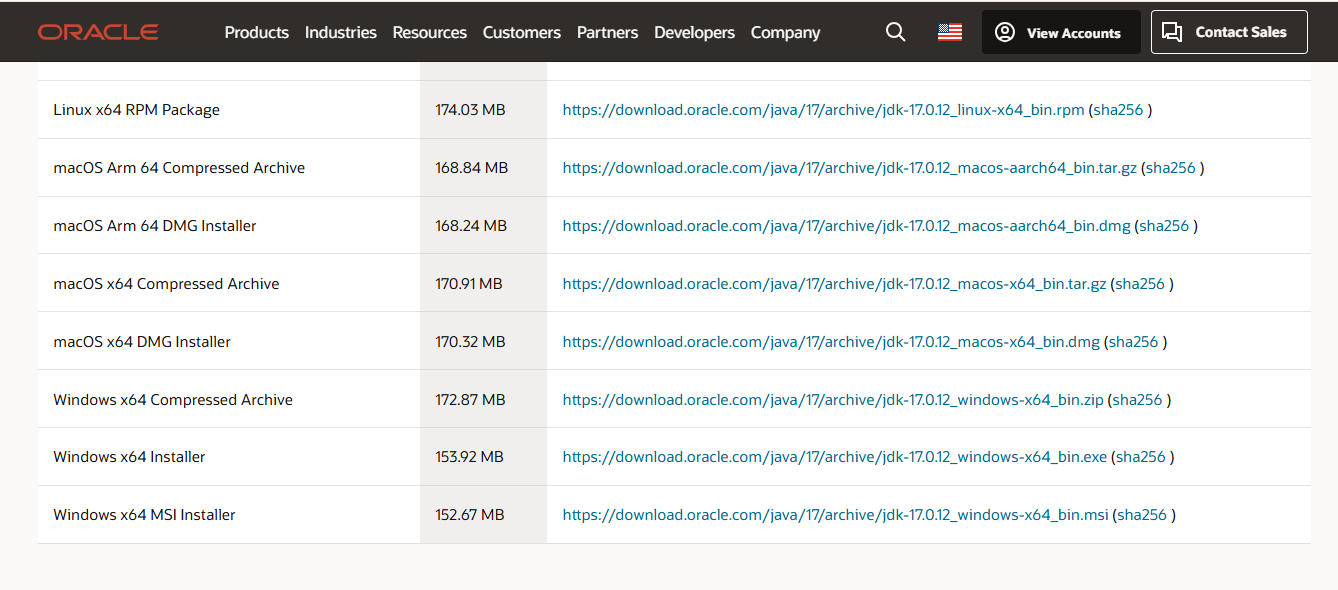 ORACLE Products Industries Resources Customers Partners Developers Company View Accounts Contact Sales
Linux x64 RPM Package 174.03 MB https://download.oracle.com/java/17/archive/jdk-17.0.12_linux-x64_bin.rpm (sha256 )
macOS Arm 64 Compressed Archive 168.84 MB https://download.oracle.com/java/17/archive/jdk-17.0.12_macos-aarch64_bin.tar.gz (sha256 )
macOS Arm 64 DMG Installer 168.24 MB https://download.oracle.com/java/17/archive/jdk-17.0.12_macos-aarch64_bin.dmg (sha256 )
macOS x64 Compressed Archive 170.91 MB https://download.oracle.com/java/17/archive/jdk-17.0.12_macos-x64_bin.tar.gz (sha256 )
macOS x64 DMG Installer 170.32 MB https://download.oracle.com/java/17/archive/jdk-17.0.12_macos-x64_bin.dmg (sha256 )
Windows x64 Compressed Archive 172.87 MB https://download.oracle.com/java/17/archive/jdk-17.0.12_windows-x64_bin.zip (sha256 )
Windows x64 Installer 153.92 MB https://download.oracle.com/java/17/archive/jdk-17.0.12_windows-x64_bin.exe (sha256 )
Windows x64 MSI Installer 152.67 MB https://download.oracle.com/java/17/archive/jdk-17.0.12_windows-x64_bin.msi (sha256 )